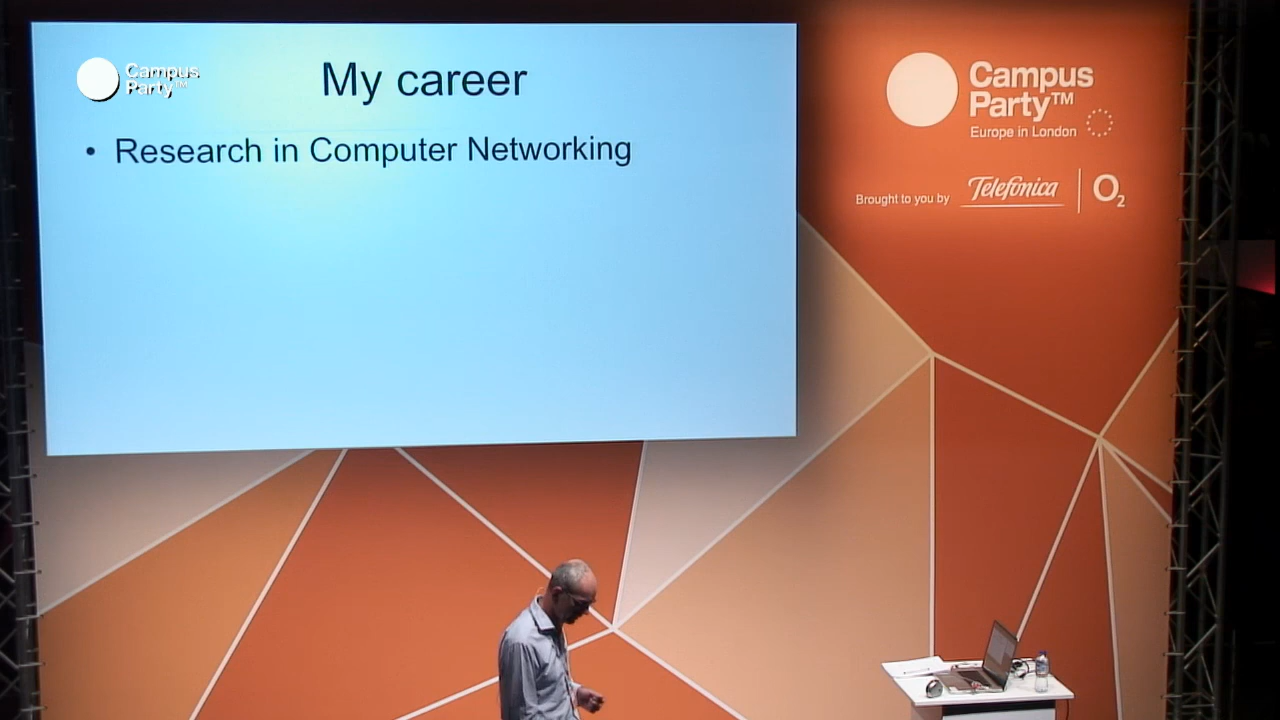 Campus
Party™
My career
• Research in Computer Networking
Campus
Party™
Europe in London
Brought to you by
Telefónica
O2